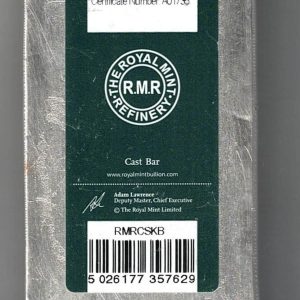 Certificate Number A01736
THE ROYAL MINT
R.M.R
REFINERY
Cast Bar
www.royalmintbullion.com
Adam Lawrence
Deputy Master, Chief Executive
© The Royal Mint Limited
RMRCSKB
5 026177 357629